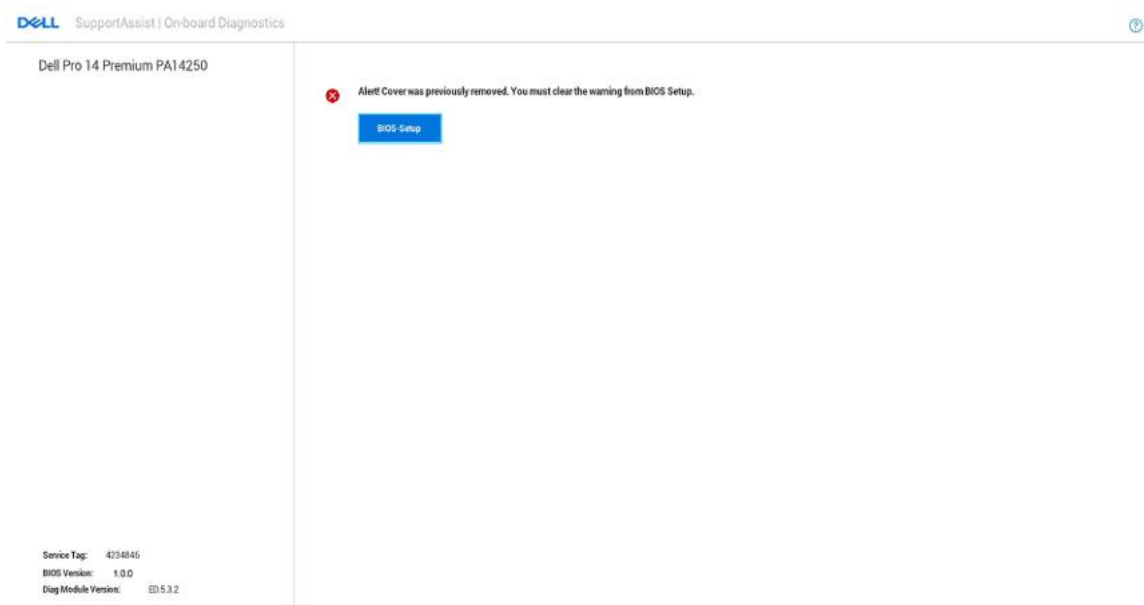 DELL SupportAssist | On-board Diagnostics
Dell Pro 14 Premium PA14250
Alert! Cover was previously removed. You must clear the warning from BIOS Setup.
BIOS-Setup
Service Tag: 4234846
BIOS Version: 1.0.0
Diag Module Version: ED.5.3.2